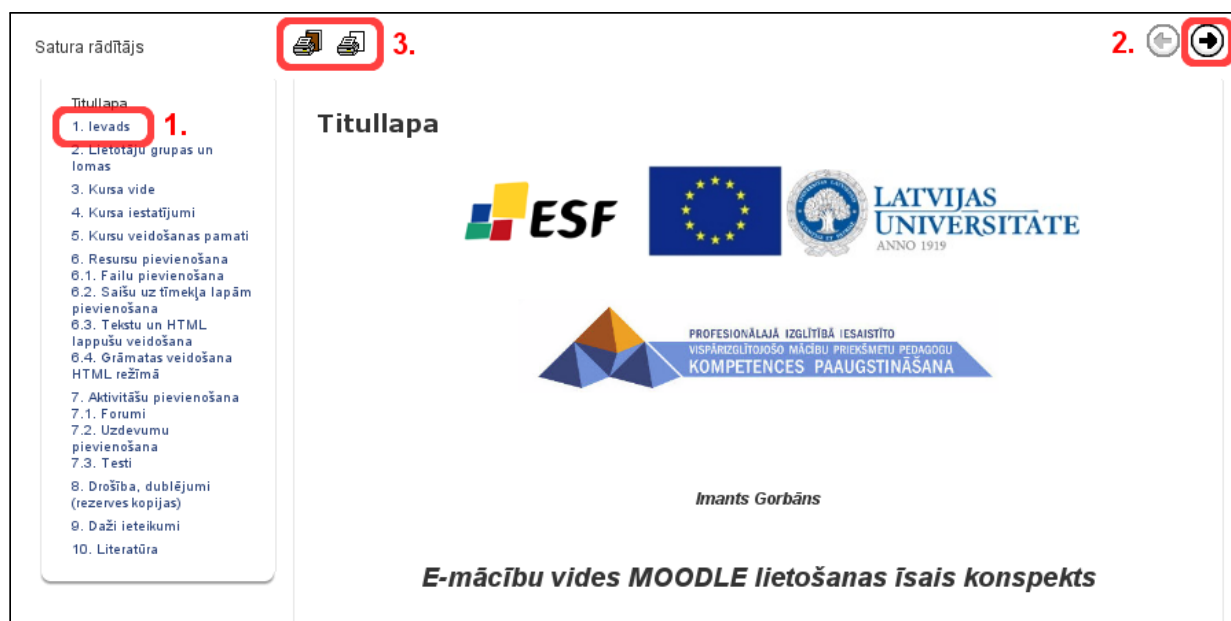 Satura rādītājs
3.
2.
Titullapa
1. Ievads
1.
2. Lietotāju grupas un
lomas
3. Kursa vide
4. Kursa iestatījumi
5. Kursu veidošanas pamati
6. Resursu pievienošana
6.1. Failu pievienošana
6.2. Saišu uz tīmekļa lapām
pievienošana
6.3. Tekstu un HTML
lappušu veidošana
6.4. Grāmatas veidošana
HTML režīmā
7. Aktivitāšu pievienošana
7.1. Forumi
7.2. Uzdevumu
pievienošana
7.3. Testi
8. Drošība, dublējumi
(rezerves kopijas)
9. Daži ieteikumi
10. Literatūra
Titullapa
ESF
LATVIJAS
UNIVERSITĀTE
ANNO 1919
PROFESIONĀLAJĀ IZGLĪTĪBĀ IESAISTĪTO
VISPĀRIZGLĪTOJOŠO MĀCĪBU PRIEKŠMETU PEDAGOGU
KOMPETENCES PAAUGSTINĀŠANA
Imants Gorbāns
E-mācību vides MOODLE lietošanas īsais konspekts